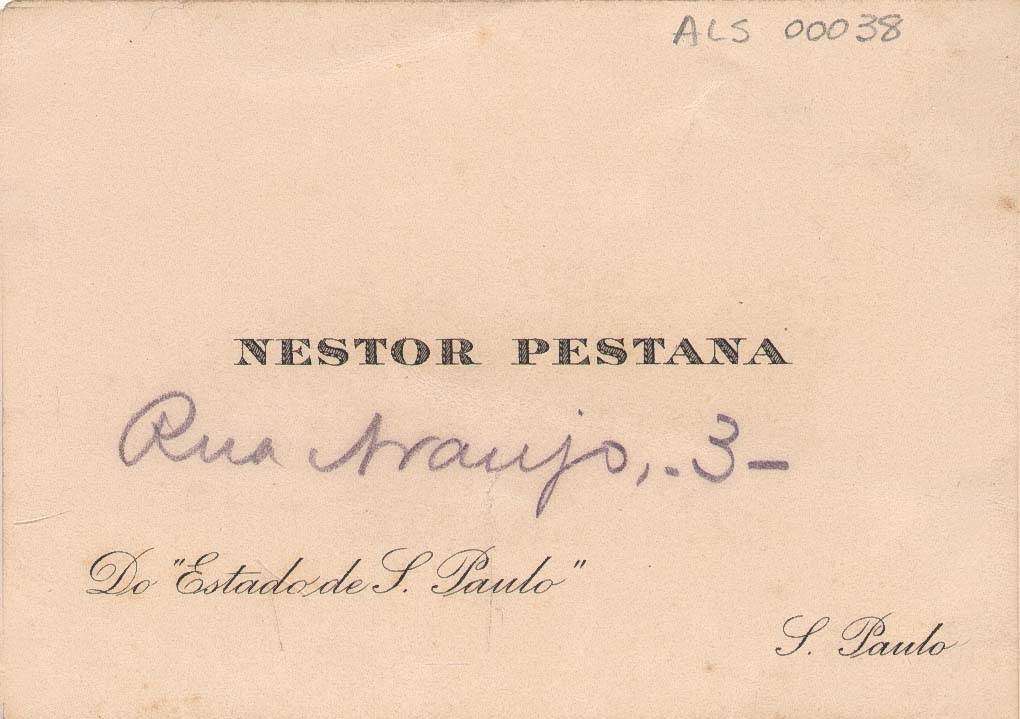 ALS 00038
NESTOR PESTANA
Rua Araujo, .3-
Do "Estado de S. Paulo"
S. Paulo